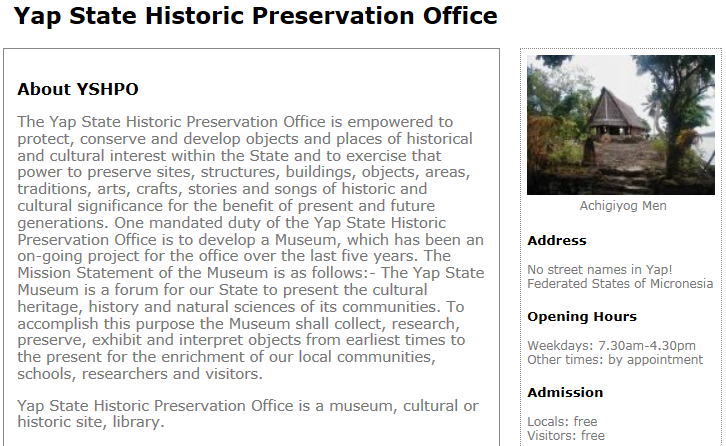 Yap State Historic Preservation Office
About YSHPO
The Yap State Historic Preservation Office is empowered to
protect, conserve and develop objects and places of historical
and cultural interest within the State and to exercise that
power to preserve sites, structures, buildings, objects, areas,
traditions, arts, crafts, stories and songs of historic and
cultural significance for the benefit of present and future
generations. One mandated duty of the Yap State Historic
Preservation Office is to develop a Museum, which has been an
on-going project for the office over the last five years. The
Mission Statement of the Museum is as follows:- The Yap State
Museum is a forum for our State to present the cultural
heritage, history and natural sciences of its communities. To
accomplish this purpose the Museum shall collect, research,
preserve, exhibit and interpret objects from earliest times to
the present for the enrichment of our local communities,
schools, researchers and visitors.
Yap State Historic Preservation Office is a museum, cultural or
historic site, library.
Achigiyog Men
Address
No street names in Yap!
Federated States of Micronesia
Opening Hours
Weekdays: 7.30am-4.30pm
Other times: by appointment
Admission
Locals: free
Visitors: free